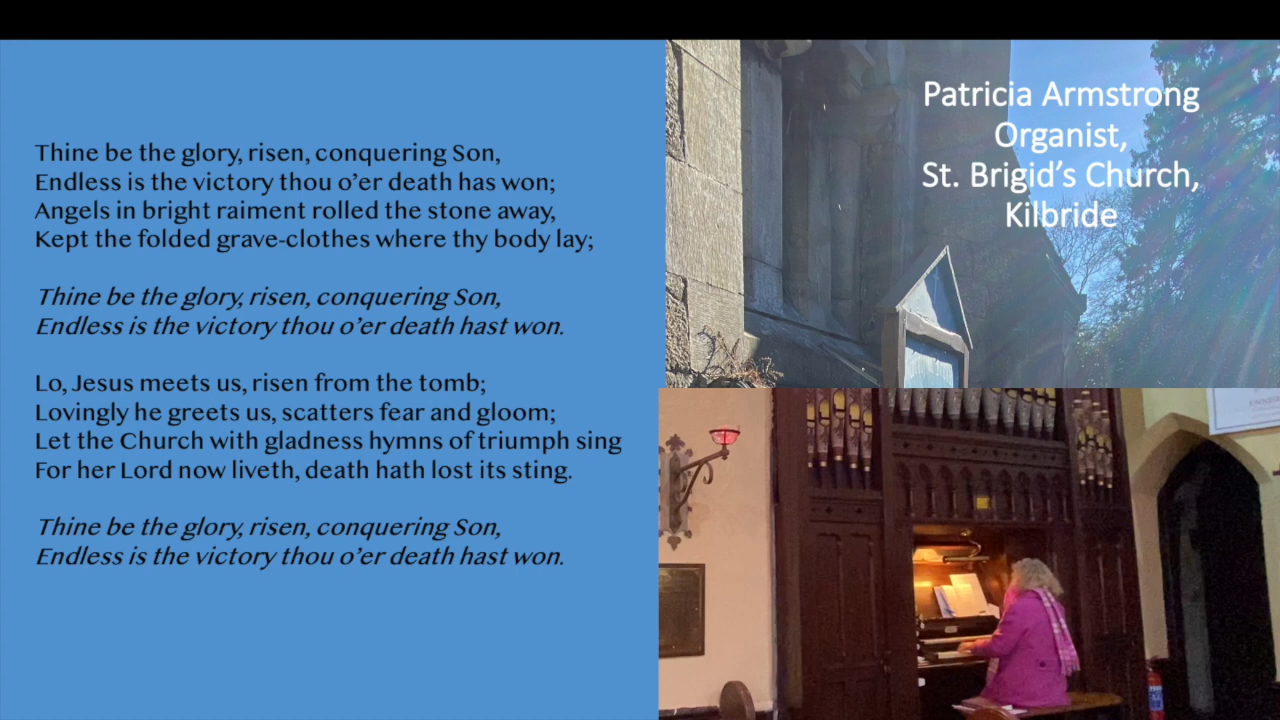 Thine be the glory, risen, conquering Son,
Endless is the victory thou o’er death has won;
Angels in bright raiment rolled the stone away,
Kept the folded grave-clothes where thy body lay;
Thine be the glory, risen, conquering Son,
Endless is the victory thou o’er death hast won.
Lo, Jesus meets us, risen from the tomb;
Lovingly he greets us, scatters fear and gloom;
Let the Church with gladness hymns of triumph sing
For her Lord now liveth, death hath lost its sting.
Thine be the glory, risen, conquering Son,
Endless is the victory thou o’er death hast won.
Patricia Armstrong
Organist,
St. Brigid’s Church,
Kilbride